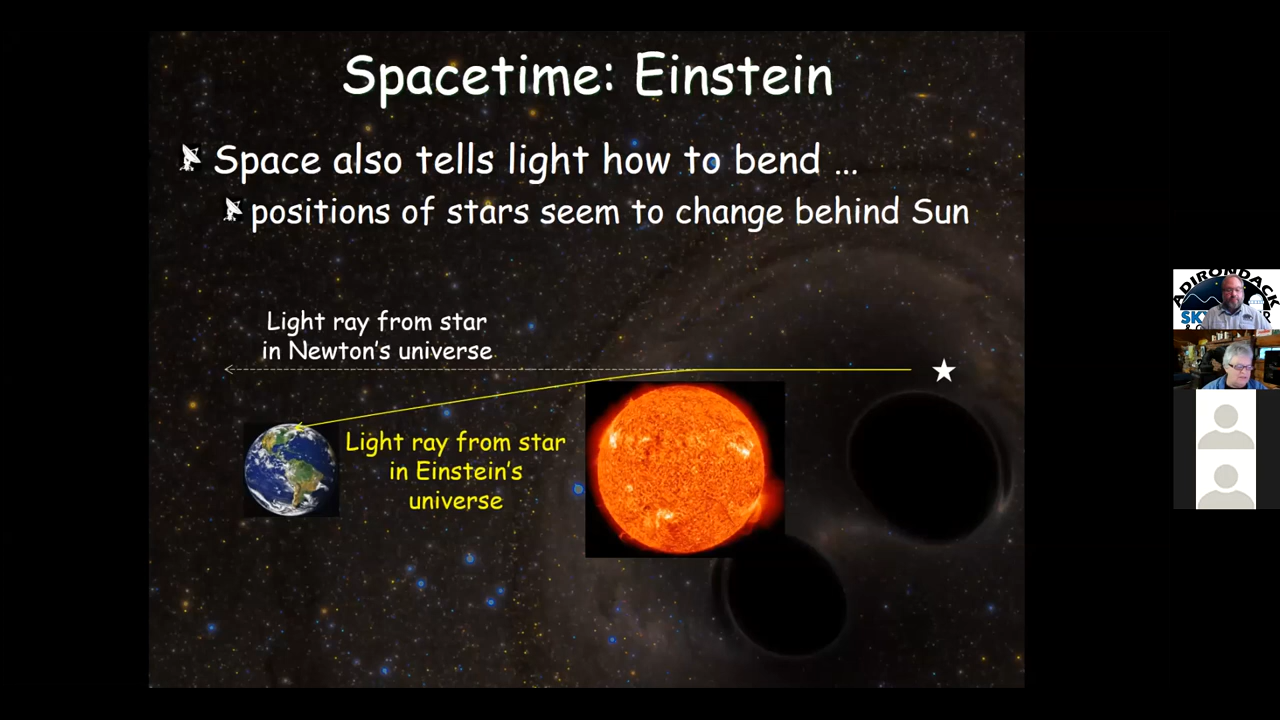 Spacetime: Einstein
Space also tells light how to bend ...
positions of stars seem to change behind Sun
Light ray from star
in Newton's universe
Light ray from star
in Einstein's
universe
ADIRONDACK
SKY